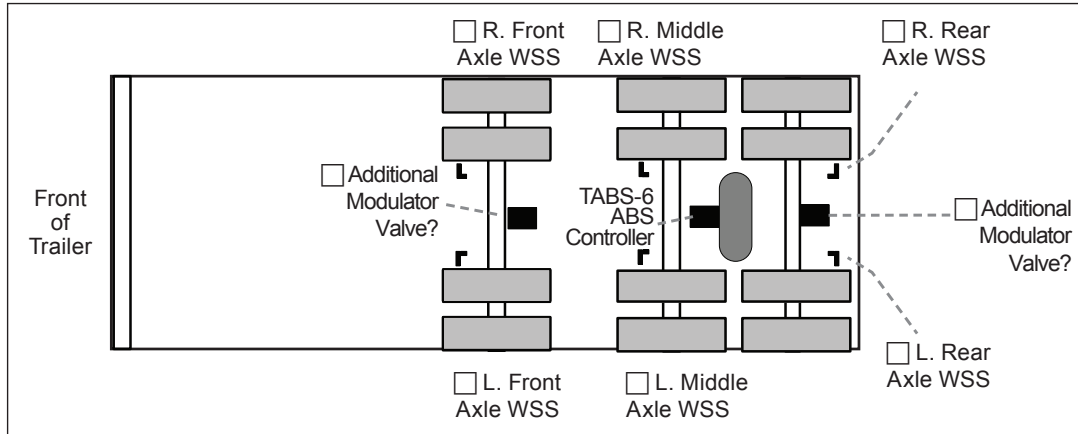 ☐ R. Front
Axle WSS
☐ R. Middle
Axle WSS
☐ R. Rear
Axle WSS
Front
of
Trailer
☐ Additional
Modulator
Valve?
TABS-6
ABS
Controller
☐ Additional
Modulator
Valve?
☐ L. Front
Axle WSS
☐ L. Middle
Axle WSS
☐ L. Rear
Axle WSS